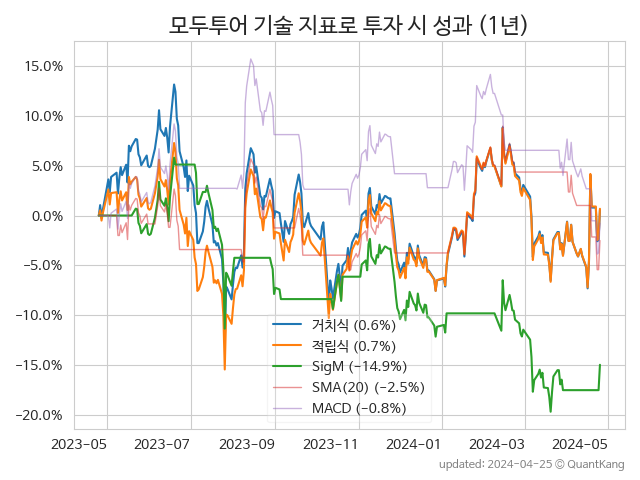 모두투어 기술 지표로 투자 시 성과 (1년)
15.0%
10.0%
5.0%
0.0%
−5.0%
−10.0%
−15.0%
−20.0%
거치식 (0.6%)
적립식 (0.7%)
SigM (−14.9%)
SMA(20) (−2.5%)
MACD (−0.8%)
2023-05 2023-07 2023-09 2023-11 2024-01 2024-03 2024-05
updated: 2024-04-25 ⓒ QuantKang